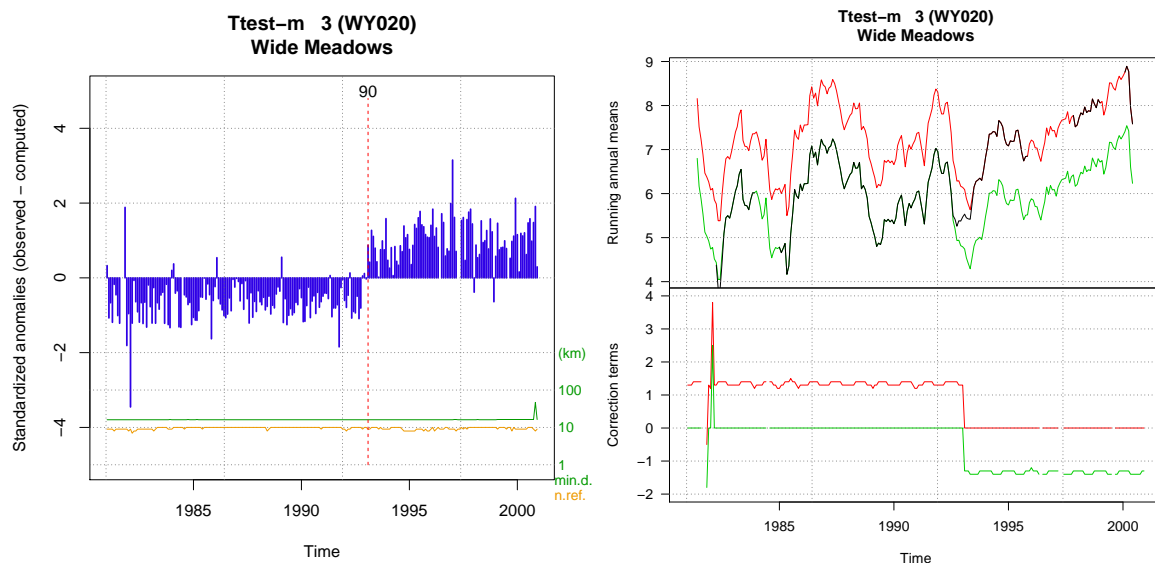 Ttest−m 3 (WY020)
Wide Meadows
90
Standardized anomalies (observed − computed)
4
2
0
−2
−4
(km)
100
10
1
min.d.
n.ref.
1985
1990
1995
2000
Time
Ttest−m 3 (WY020)
Wide Meadows
Running annual means
9
8
7
6
5
4
Correction terms
4
3
2
1
0
−1
−2
1985
1990
1995
2000
Time